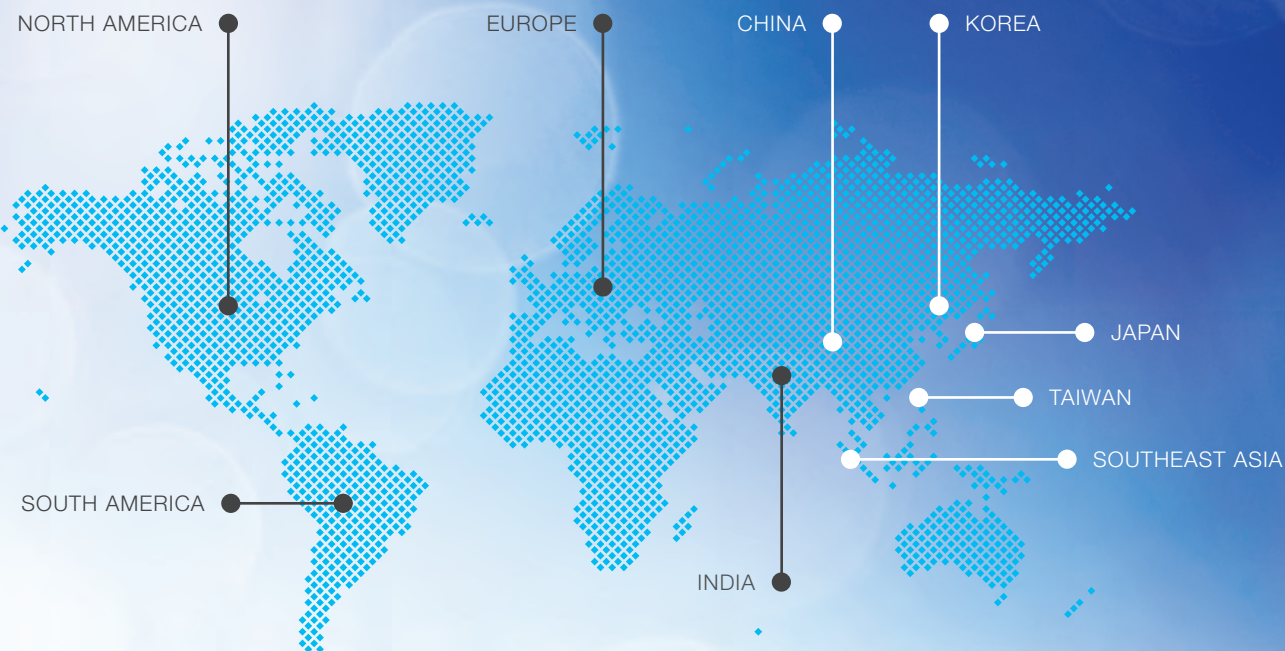 NORTH AMERICA
EUROPE
CHINA
KOREA
JAPAN
TAIWAN
SOUTHEAST ASIA
SOUTH AMERICA
INDIA